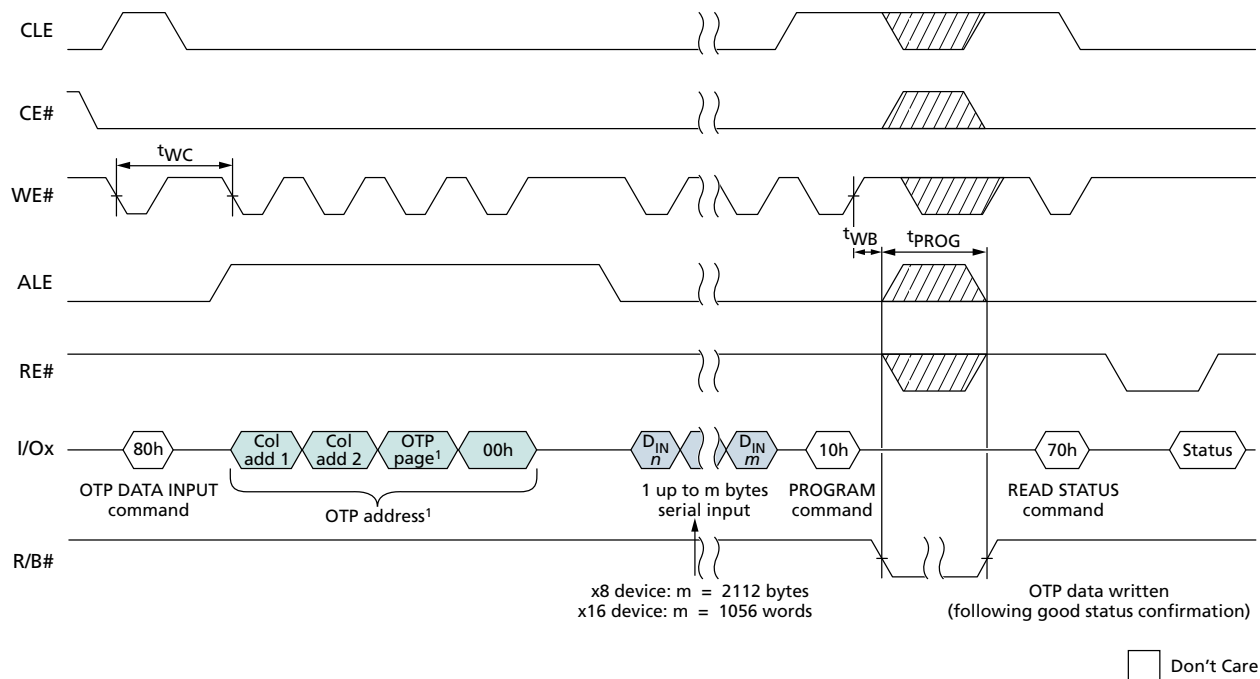 CLE
CE#
tWC
WE#
tWB
tPROG
ALE
RE#
I/Ox
80h
Col add 1
Col add 2
OTP page1
00h
DIN n
DIN m
10h
70h
Status
OTP DATA INPUT
command
OTP address1
1 up to m bytes
serial input
PROGRAM
command
READ STATUS
command
R/B#
x8 device: m = 2112 bytes
x16 device: m = 1056 words
OTP data written
(following good status confirmation)
Don't Care